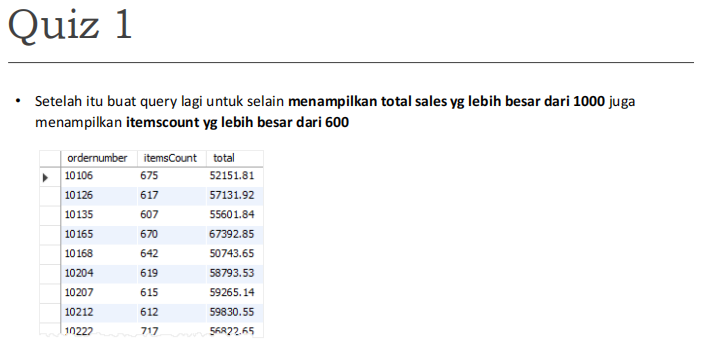 Quiz 1
• Setelah itu buat query lagi untuk selain menampilkan total sales yg lebih besar dari 1000 juga
menampilkan itemscount yg lebih besar dari 600
ordernumber itemsCount total
10106 675 52151.81
10126 617 57131.92
10135 607 55601.84
10165 670 67392.85
10168 642 50743.65
10204 619 58793.53
10207 615 59265.14
10212 612 59830.55
10222 717 56822.65